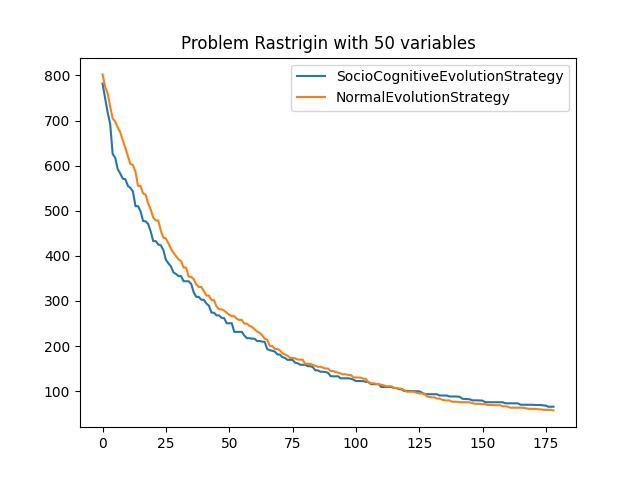 Problem Rastrigin with 50 variables
SocioCognitiveEvolutionStrategy
NormalEvolutionStrategy
800
700
600
500
400
300
200
100
0 25 50 75 100 125 150 175